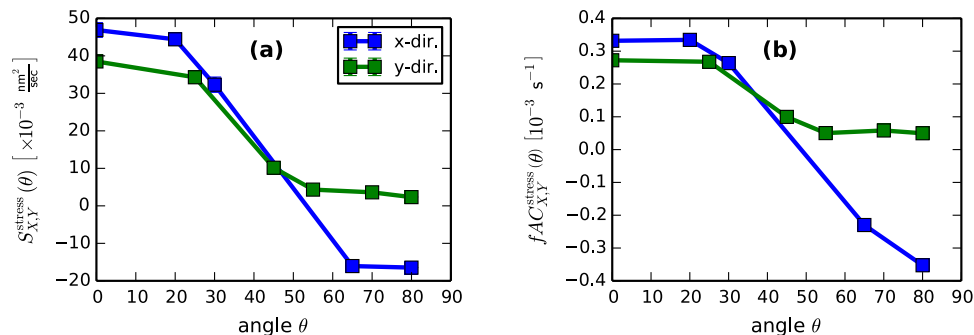 50
40
30
20
10
0
−10
−20
0 10 20 30 40 50 60 70 80 90
angle θ
S^{stress}_{X,Y}(θ) [×10^{−3} nm²/sec]
(a)
x-dir.
y-dir.
0.4
0.3
0.2
0.1
0.0
−0.1
−0.2
−0.3
−0.4
0 10 20 30 40 50 60 70 80 90
angle θ
fAC^{stress}_{X,Y}(θ) [10^{−3} s^{−1}]
(b)